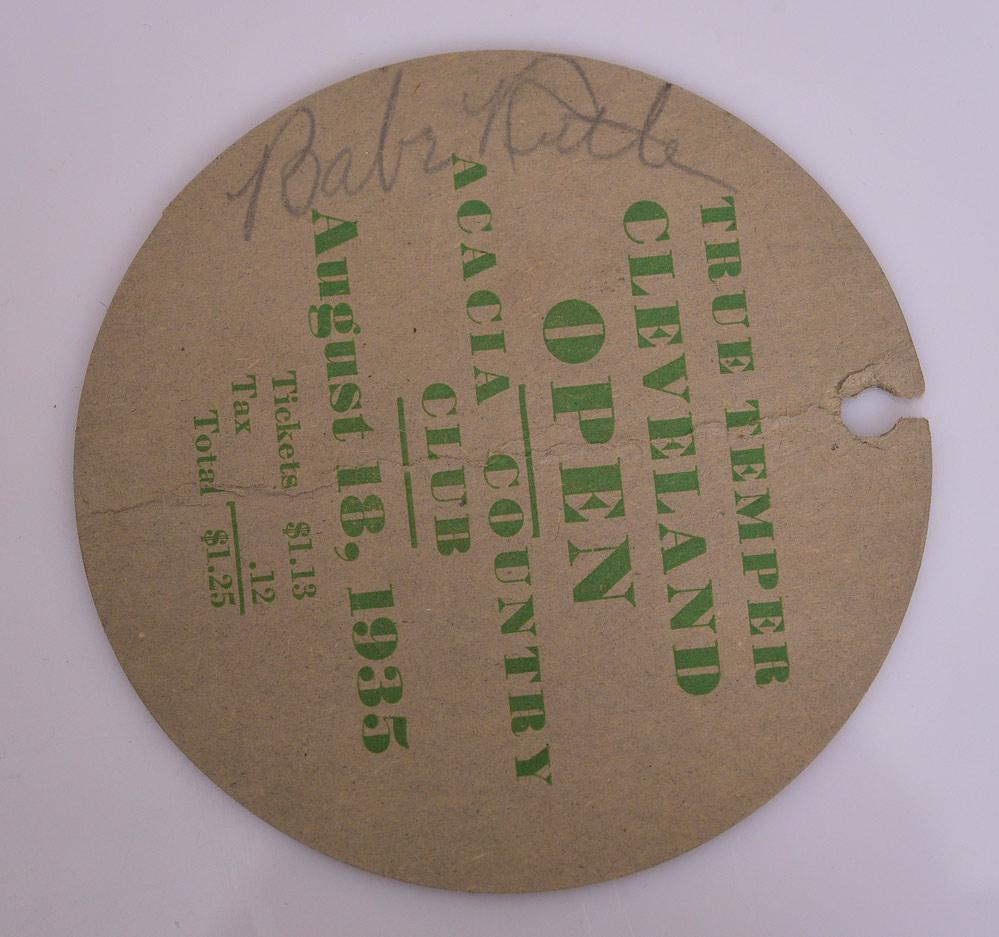 Babe Ruth
TRUE TEMPER
CLEVELAND
OPEN
ACACIA COUNTRY
CLUB
August 18, 1935
Tickets $1.13
Tax .12
Total $1.25